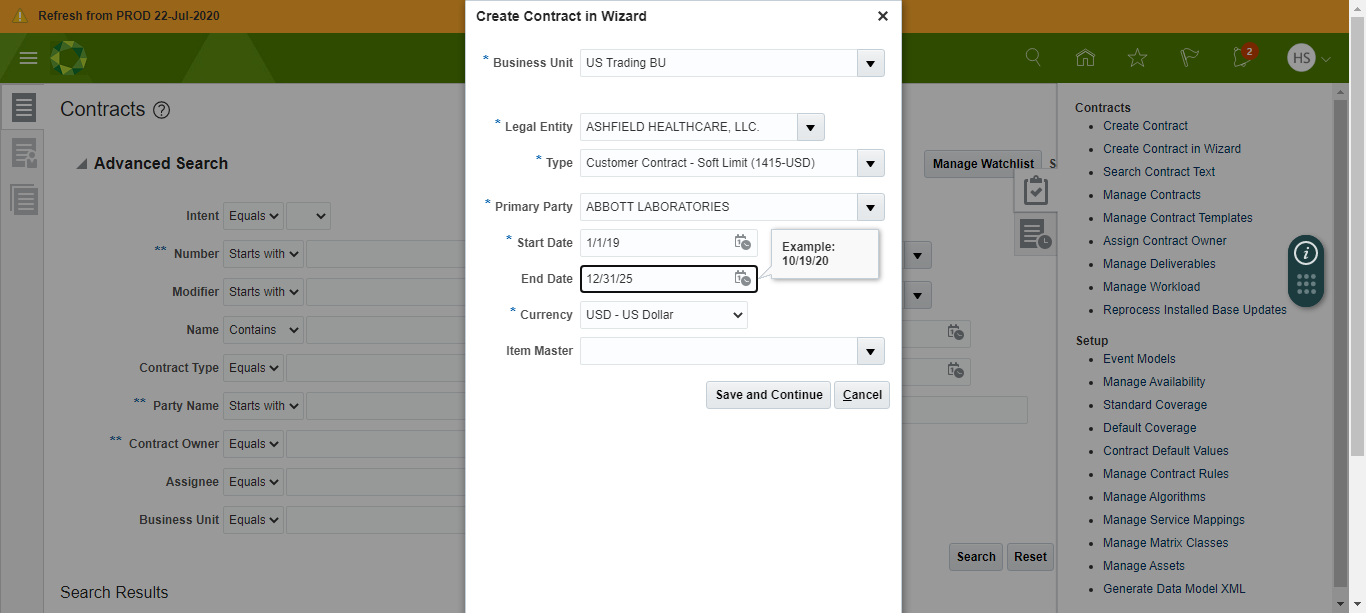 Refresh from PROD 22-Jul-2020
HS
2
Contracts
Advanced Search
Manage Watchlist
S
Intent Equals
** Number Starts with
Modifier Starts with
Name Contains
Contract Type Equals
** Party Name Starts with
** Contract Owner Equals
Assignee Equals
Business Unit Equals
Search Reset
Search Results
Create Contract in Wizard
* Business Unit US Trading BU
* Legal Entity ASHFIELD HEALTHCARE, LLC.
* Type Customer Contract - Soft Limit (1415-USD)
* Primary Party ABBOTT LABORATORIES
* Start Date 1/1/19
End Date 12/31/25
Example:
10/19/20
* Currency USD - US Dollar
Item Master
Save and Continue Cancel
Contracts
Create Contract
Create Contract in Wizard
Search Contract Text
Manage Contracts
Manage Contract Templates
Assign Contract Owner
Manage Deliverables
Manage Workload
Reprocess Installed Base Updates
Setup
Event Models
Manage Availability
Standard Coverage
Default Coverage
Contract Default Values
Manage Contract Rules
Manage Algorithms
Manage Service Mappings
Manage Matrix Classes
Manage Assets
Generate Data Model XML